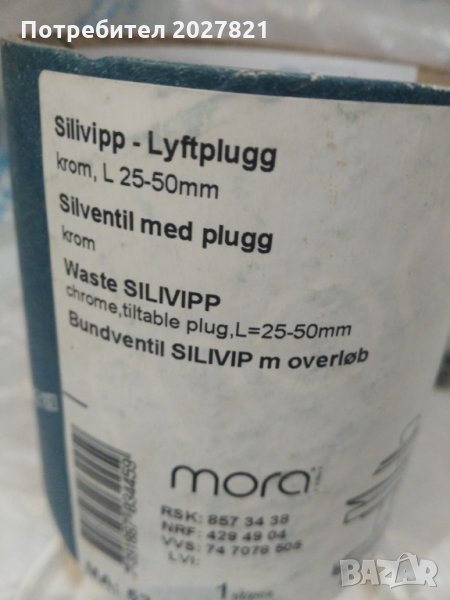 Потребител 2027821
Silivipp - Lyftplugg
krom, L 25-50mm
Silventil med plugg
krom
Waste SILIVIPP
chrome,tiltable plug,L=25-50mm
Bundventil SILIVIP m overløb
mora
RSK: 857 34 38
NRF: 429 49 04
VVS: 74 7078 505
LVI:
1
BAZAR